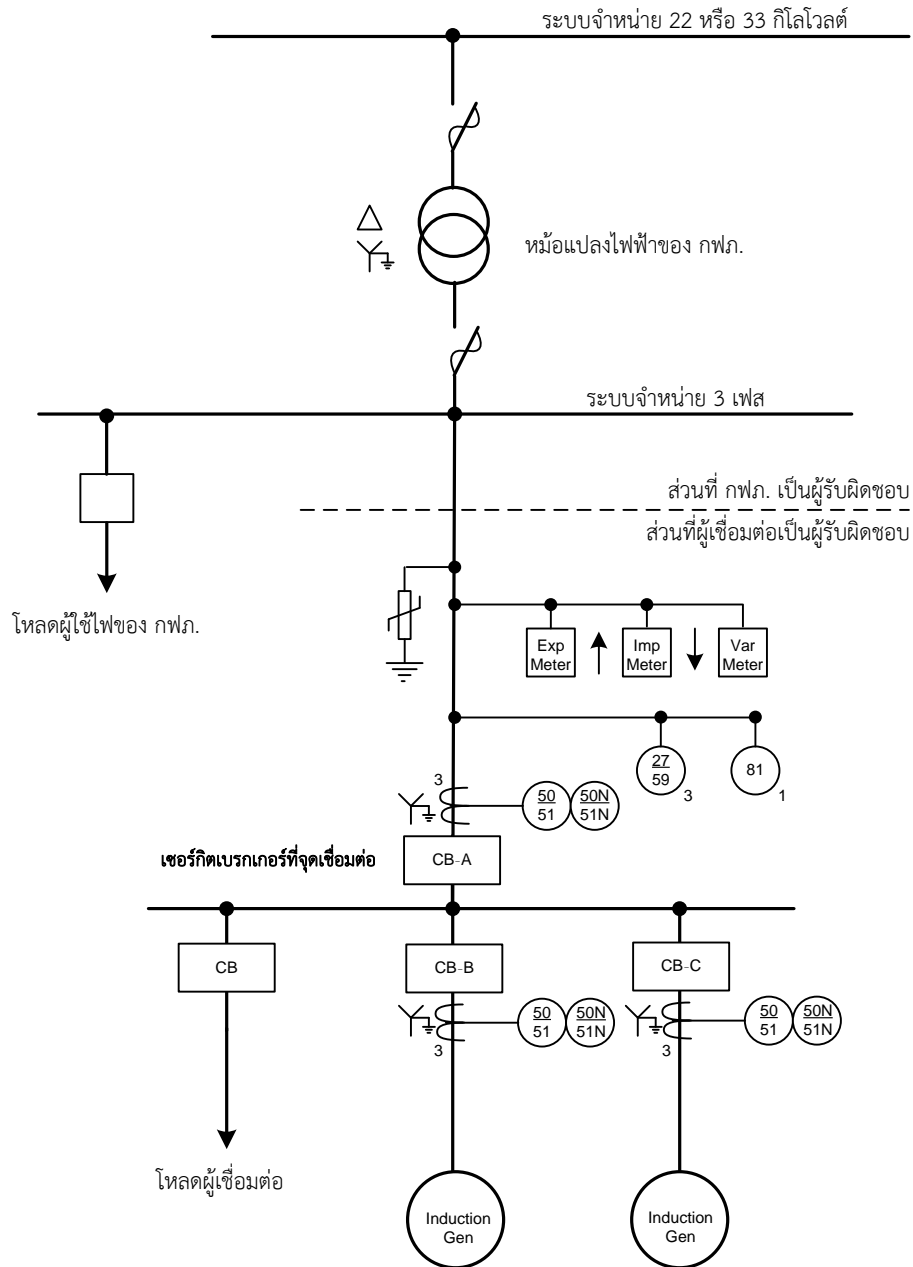 ระบบจำหน่าย 22 หรือ 33 กิโลโวลต์
หม้อแปลงไฟฟ้าของ กฟภ.
ระบบจำหน่าย 3 เฟส
ส่วนที่ กฟภ. เป็นผู้รับผิดชอบ
ส่วนที่ผู้เชื่อมต่อเป็นผู้รับผิดชอบ
โหลดผู้ใช้ไฟของ กฟภ.
Exp
Meter
Imp
Meter
Var
Meter
27
59
3
81
1
3
50
51
50N
51N
เซอร์กิตเบรกเกอร์ที่จุดเชื่อมต่อ
CB-A
CB
CB-B
CB-C
3
50
51
50N
51N
3
50
51
50N
51N
โหลดผู้เชื่อมต่อ
Induction
Gen
Induction
Gen